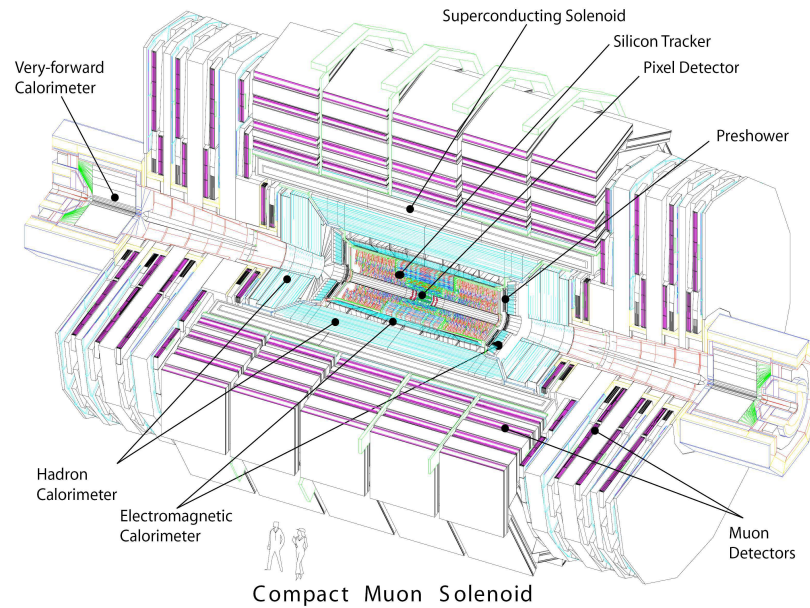 Superconducting Solenoid
Silicon Tracker
Pixel Detector
Very-forward
Calorimeter
Preshower
Hadron
Calorimeter
Electromagnetic
Calorimeter
Muon
Detectors
Compact Muon Solenoid